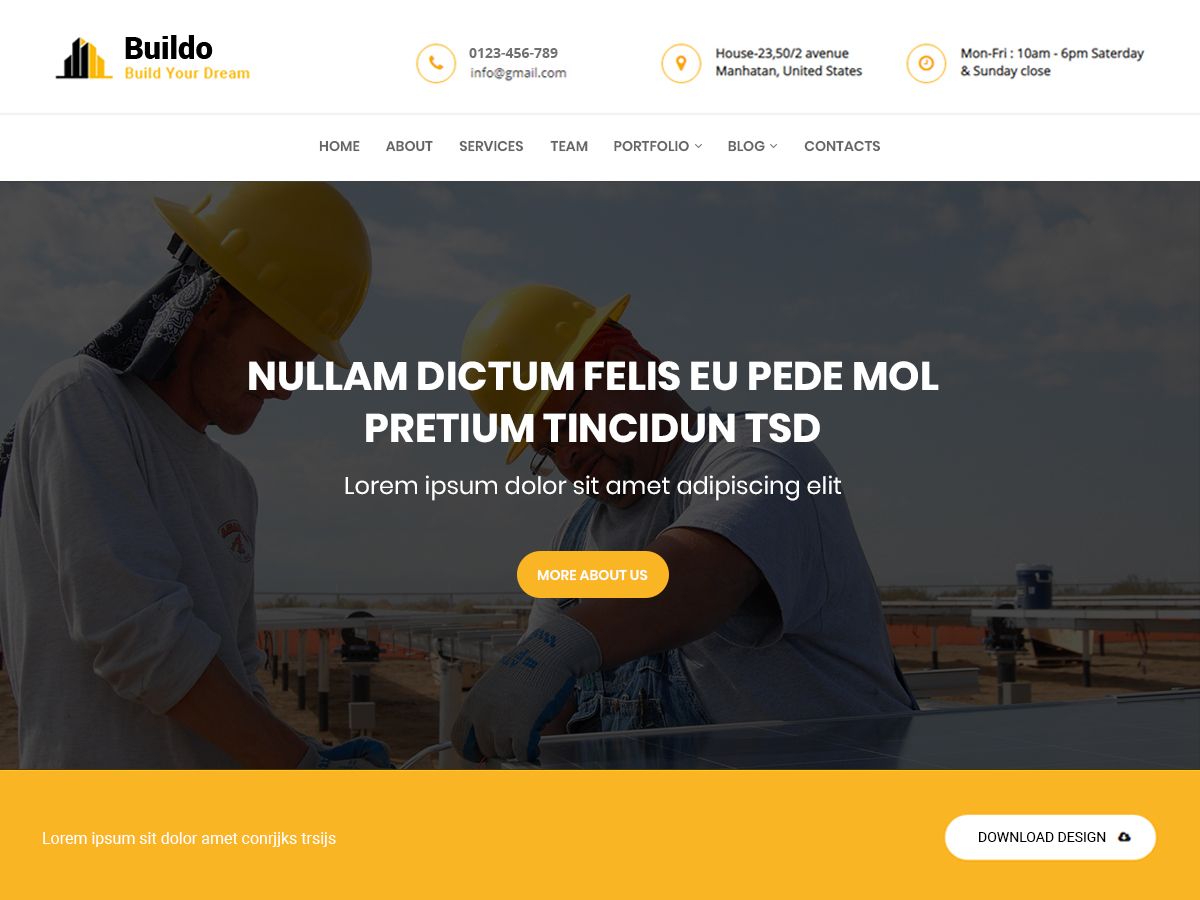 Buildo
Build Your Dream
0123-456-789
info@gmail.com
House-23,50/2 avenue
Manhatan, United States
Mon-Fri : 10am - 6pm Saterday
& Sunday close
HOME ABOUT SERVICES TEAM PORTFOLIO BLOG CONTACTS
NULLAM DICTUM FELIS EU PEDE MOL
PRETIUM TINCIDUN TSD
Lorem ipsum dolor sit amet adipiscing elit
MORE ABOUT US
Lorem ipsum sit dolor amet conrjjks trsijs
DOWNLOAD DESIGN